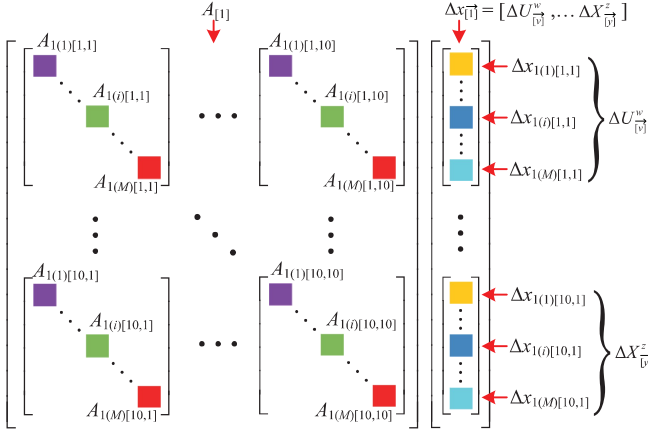 A[1] Δx[1] = [ΔU^w_[v], ... ΔX^z_[y]]
A1(1)[1,1] A1(1)[1,10] Δx1(1)[1,1]
A1(i)[1,1] A1(i)[1,10] Δx1(i)[1,1] ΔU^w_[v]
A1(M)[1,1] A1(M)[1,10] Δx1(M)[1,1]
A1(1)[10,1] A1(1)[10,10] Δx1(1)[10,1]
A1(i)[10,1] A1(i)[10,10] Δx1(i)[10,1] ΔX^z_[y]
A1(M)[10,1] A1(M)[10,10] Δx1(M)[10,1]